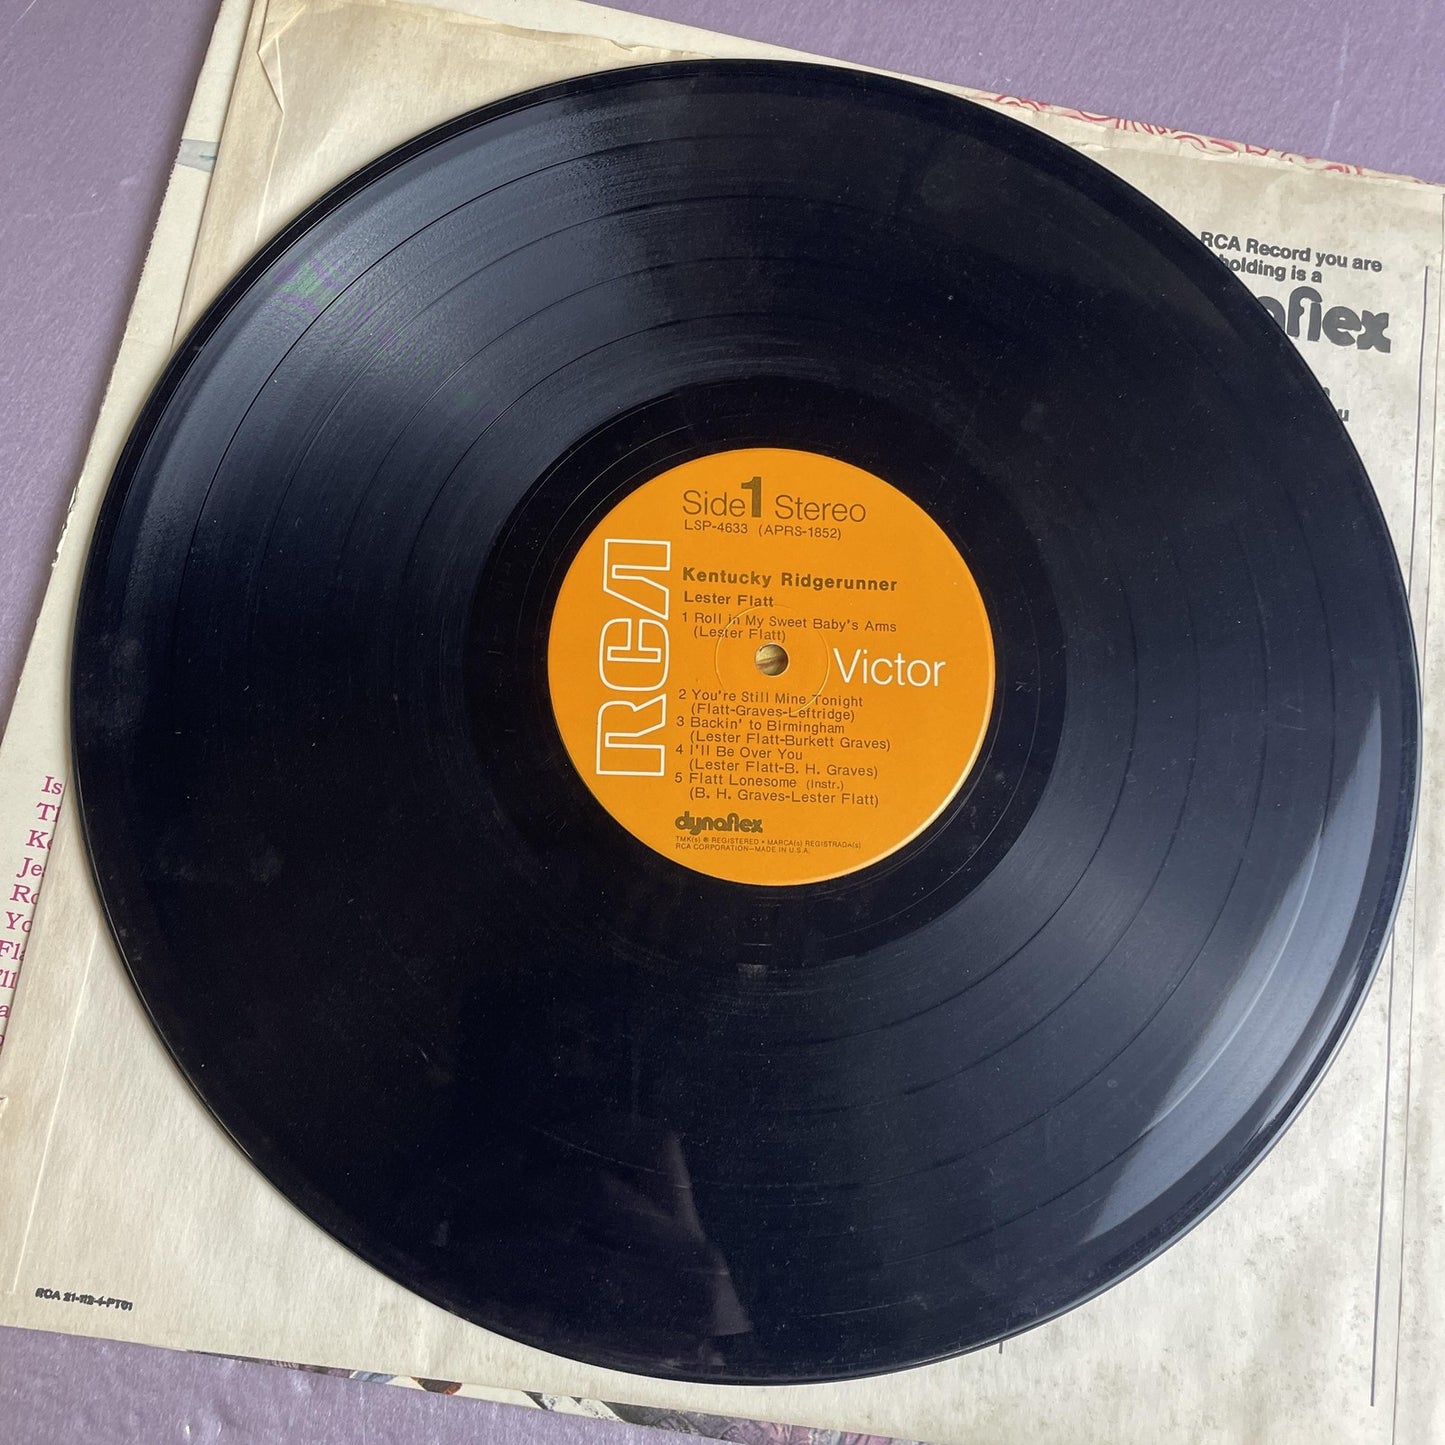 RCA Record you are
holding is a
Side 1 Stereo
LSP-4633 (APRS-1852)
Kentucky Ridgerunner
Lester Flatt
1 Roll in My Sweet Baby's Arms
(Lester Flatt)
RCA
Victor
2 You're Still Mine Tonight
(Flatt-Graves-Leftridge)
3 Backin' to Birmingham
(Lester Flatt-Burkett Graves)
4 I'll Be Over You
(Lester Flatt-B. H. Graves)
5 Flatt Lonesome (Instr.)
(B. H. Graves-Lester Flatt)
dynaflex
TMK(s) ® REGISTERED • MARCA(s) REGISTRADA(s)
RCA CORPORATION—MADE IN U.S.A.
RCA 21-112-1-PT61